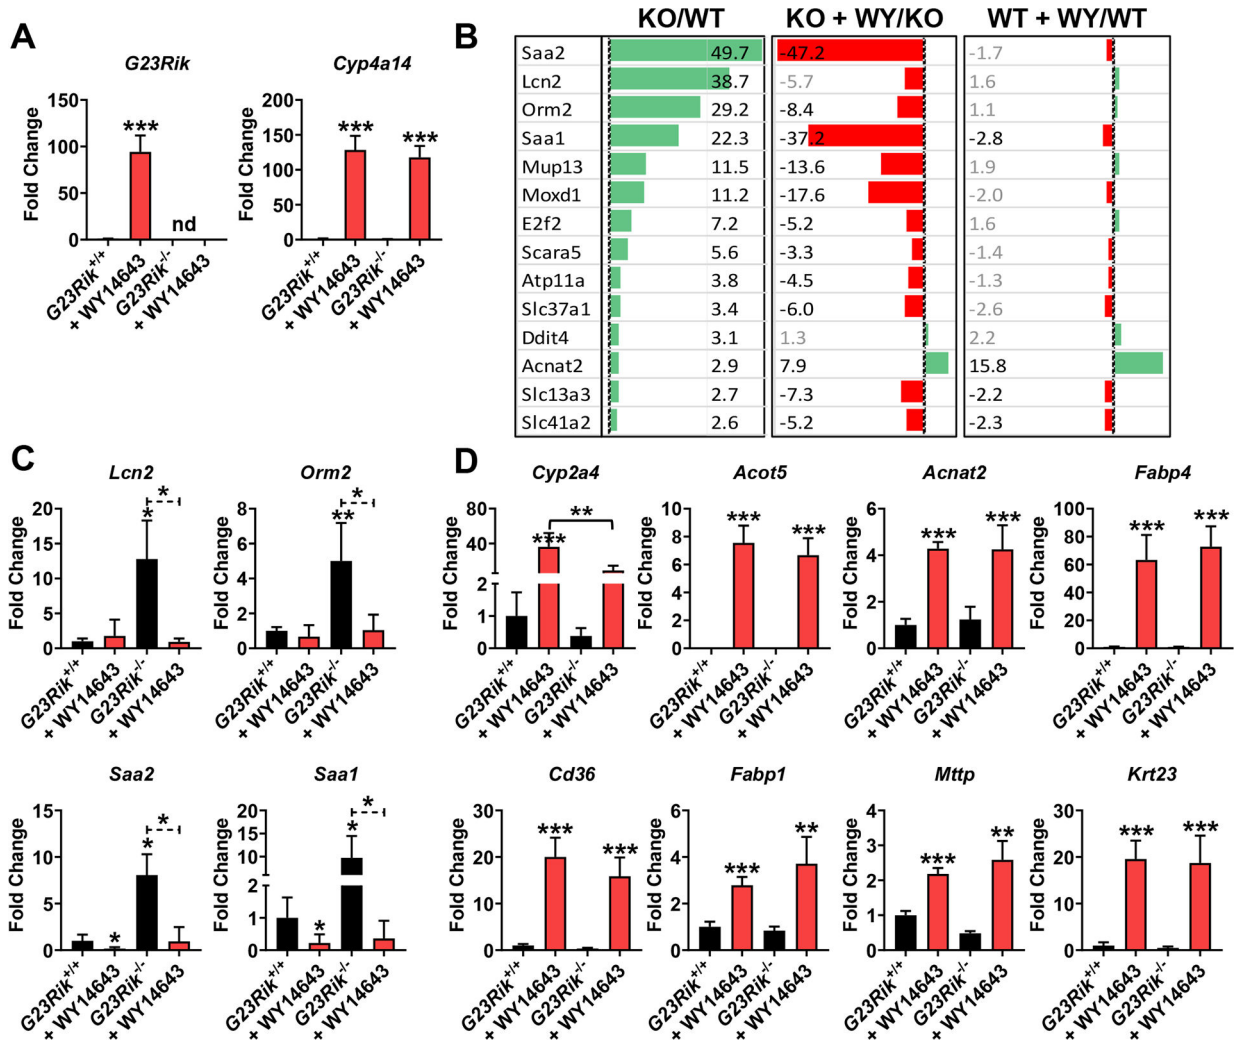 A
G23Rik
Fold Change
150
100
50
0
***
nd
G23Rik+/+
+ WY14643
G23Rik-/-
+ WY14643
Cyp4a14
Fold Change
200
150
100
50
0
***
***
G23Rik+/+
+ WY14643
G23Rik-/-
+ WY14643
B
KO/WT KO + WY/KO WT + WY/WT
Saa2 49.7 -47.2 -1.7
Lcn2 38.7 -5.7 1.6
Orm2 29.2 -8.4 1.1
Saa1 22.3 -37.2 -2.8
Mup13 11.5 -13.6 1.9
Moxd1 11.2 -17.6 -2.0
E2f2 7.2 -5.2 1.6
Scara5 5.6 -3.3 -1.4
Atp11a 3.8 -4.5 -1.3
Slc37a1 3.4 -6.0 -2.6
Ddit4 3.1 1.3 2.2
Acnat2 2.9 7.9 15.8
Slc13a3 2.7 -7.3 -2.2
Slc41a2 2.6 -5.2 -2.3
C
Lcn2
Fold Change
20
15
10
5
0
*
*
G23Rik+/+
+ WY14643
G23Rik-/-
+ WY14643
Orm2
Fold Change
8
6
4
2
0
*
**
G23Rik+/+
+ WY14643
G23Rik-/-
+ WY14643
Saa2
Fold Change
15
10
5
0
*
*
*
G23Rik+/+
+ WY14643
G23Rik-/-
+ WY14643
Saa1
Fold Change
20
15
10
2
1
0
*
*
*
G23Rik+/+
+ WY14643
G23Rik-/-
+ WY14643
D
Cyp2a4
Fold Change
80
40
2
1
0
**
***
G23Rik+/+
+ WY14643
G23Rik-/-
+ WY14643
Acot5
Fold Change
10
8
6
4
2
0
***
***
G23Rik+/+
+ WY14643
G23Rik-/-
+ WY14643
Acnat2
Fold Change
6
4
2
0
***
***
G23Rik+/+
+ WY14643
G23Rik-/-
+ WY14643
Fabp4
Fold Change
100
80
60
40
20
0
***
***
G23Rik+/+
+ WY14643
G23Rik-/-
+ WY14643
Cd36
Fold Change
30
20
10
0
***
***
G23Rik+/+
+ WY14643
G23Rik-/-
+ WY14643
Fabp1
Fold Change
6
4
2
0
***
**
G23Rik+/+
+ WY14643
G23Rik-/-
+ WY14643
Mttp
Fold Change
4
3
2
1
0
***
**
G23Rik+/+
+ WY14643
G23Rik-/-
+ WY14643
Krt23
Fold Change
30
20
10
0
***
***
G23Rik+/+
+ WY14643
G23Rik-/-
+ WY14643